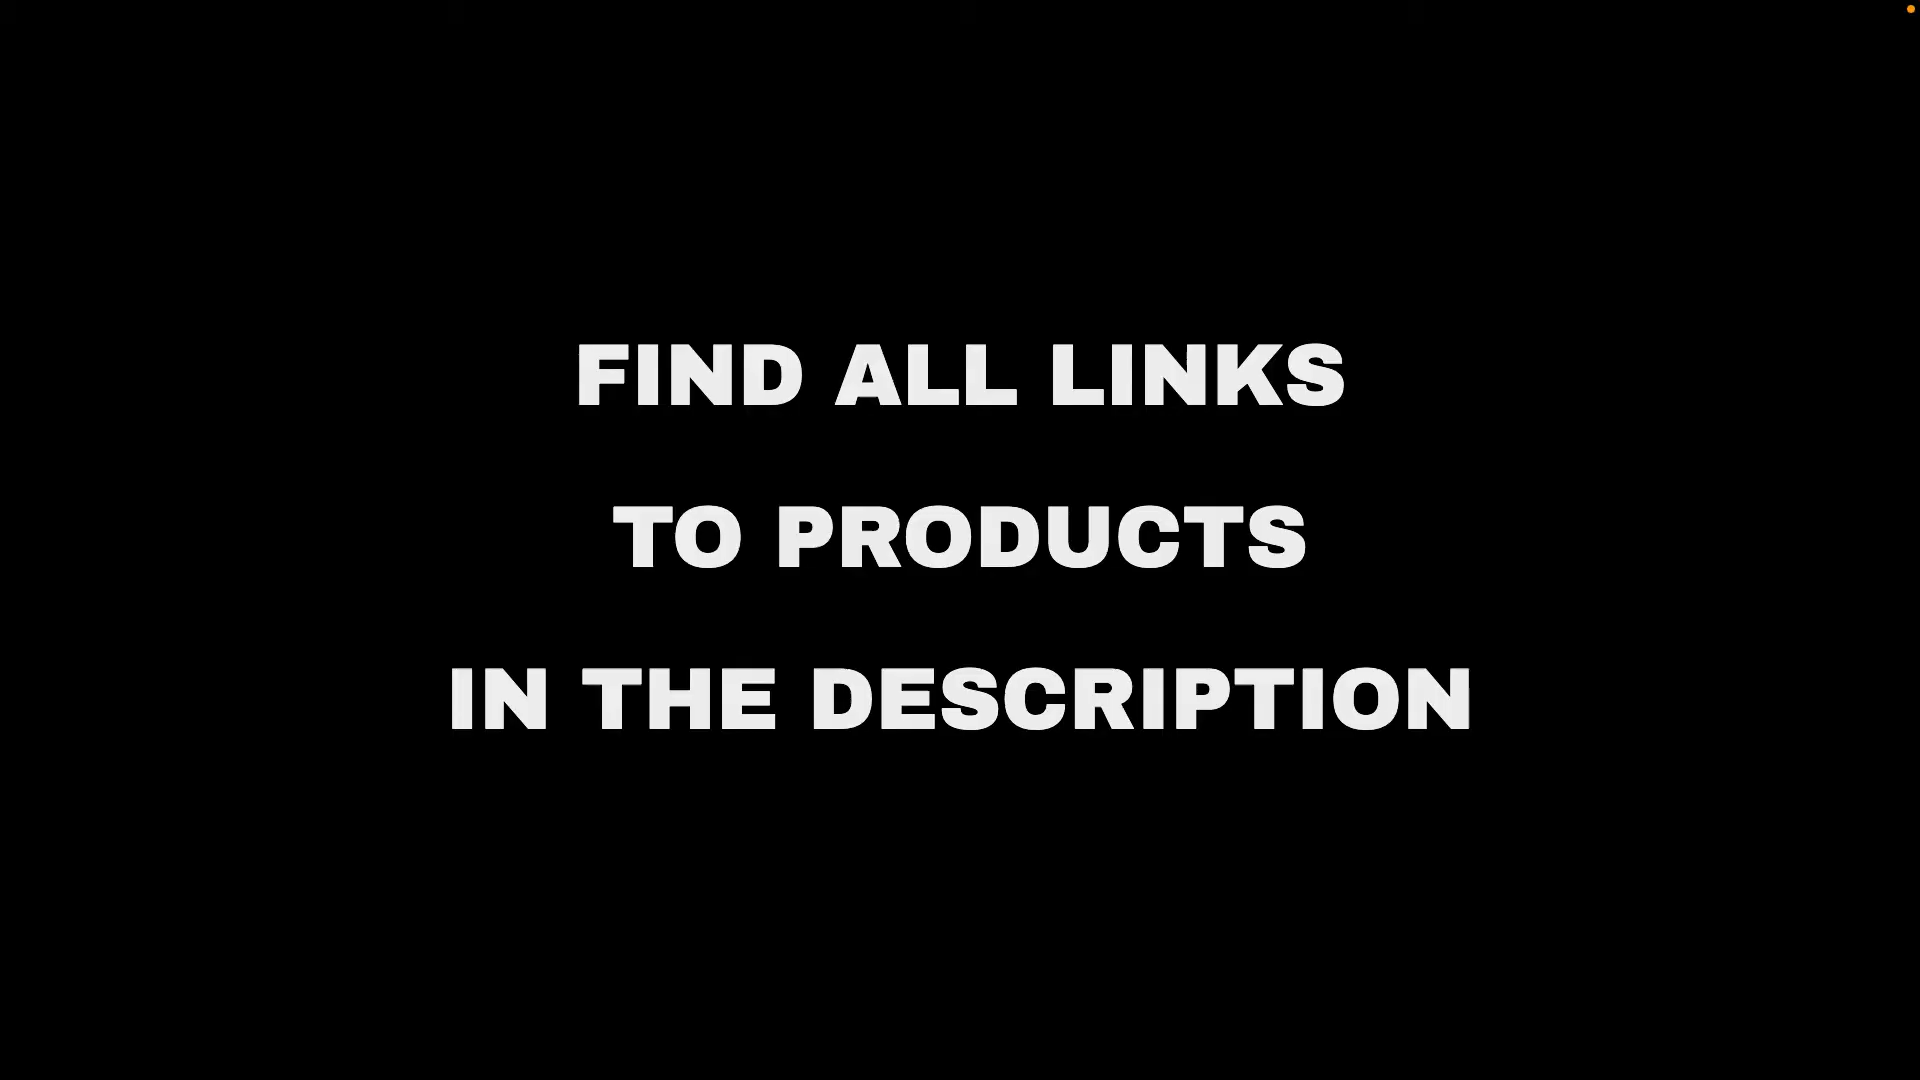 FIND ALL LINKS
TO PRODUCTS
IN THE DESCRIPTION